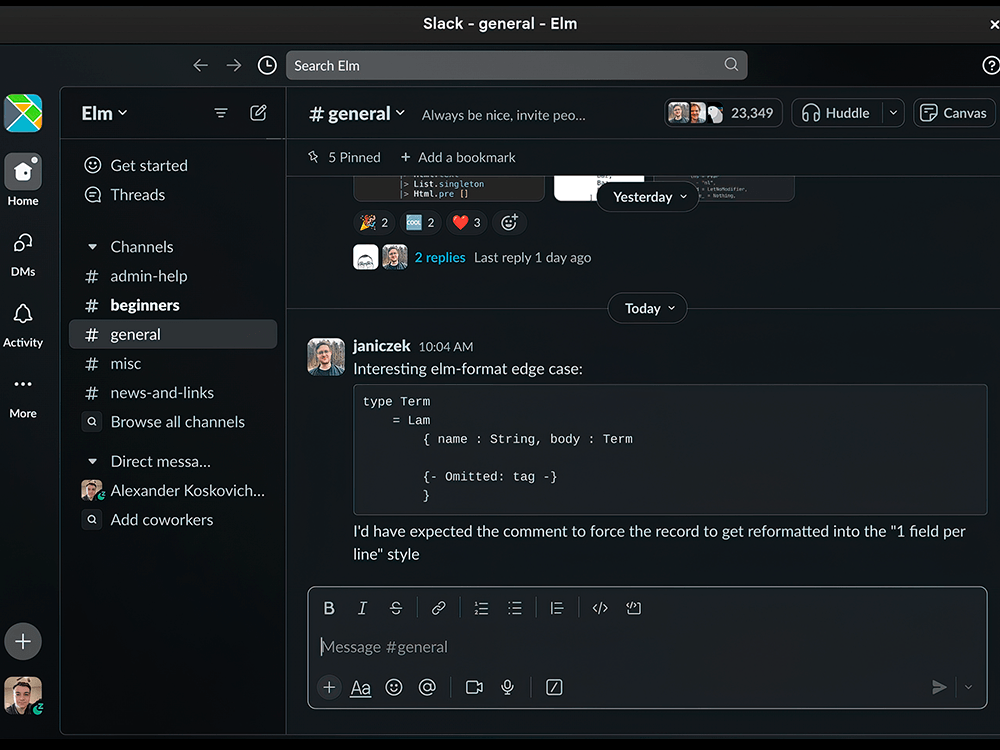 Slack - general - Elm
Search Elm
Elm
Get started
Threads
Channels
# admin-help
# beginners
# general
# misc
# news-and-links
Browse all channels
Direct messa...
Alexander Koskovich...
Add coworkers
Home
DMs
Activity
More
# general
Always be nice, invite peo...
23,349
Huddle
Canvas
5 Pinned
+ Add a bookmark
|> List.singleton
|> Html.pre []
Yesterday
2
2
3
2 replies Last reply 1 day ago
Today
janiczek 10:04 AM
Interesting elm-format edge case:
type Term
= Lam
{ name : String, body : Term
{- Omitted: tag -}
}
I'd have expected the comment to force the record to get reformatted into the "1 field per
line" style
Message #general
Aa